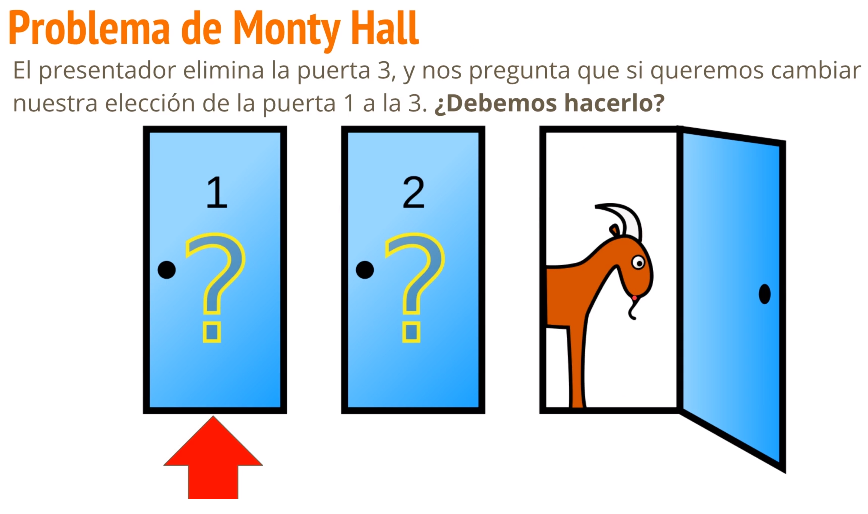 Problema de Monty Hall
El presentador elimina la puerta 3, y nos pregunta que si queremos cambiar
nuestra elección de la puerta 1 a la 3. ¿Debemos hacerlo?
1 2
? ?